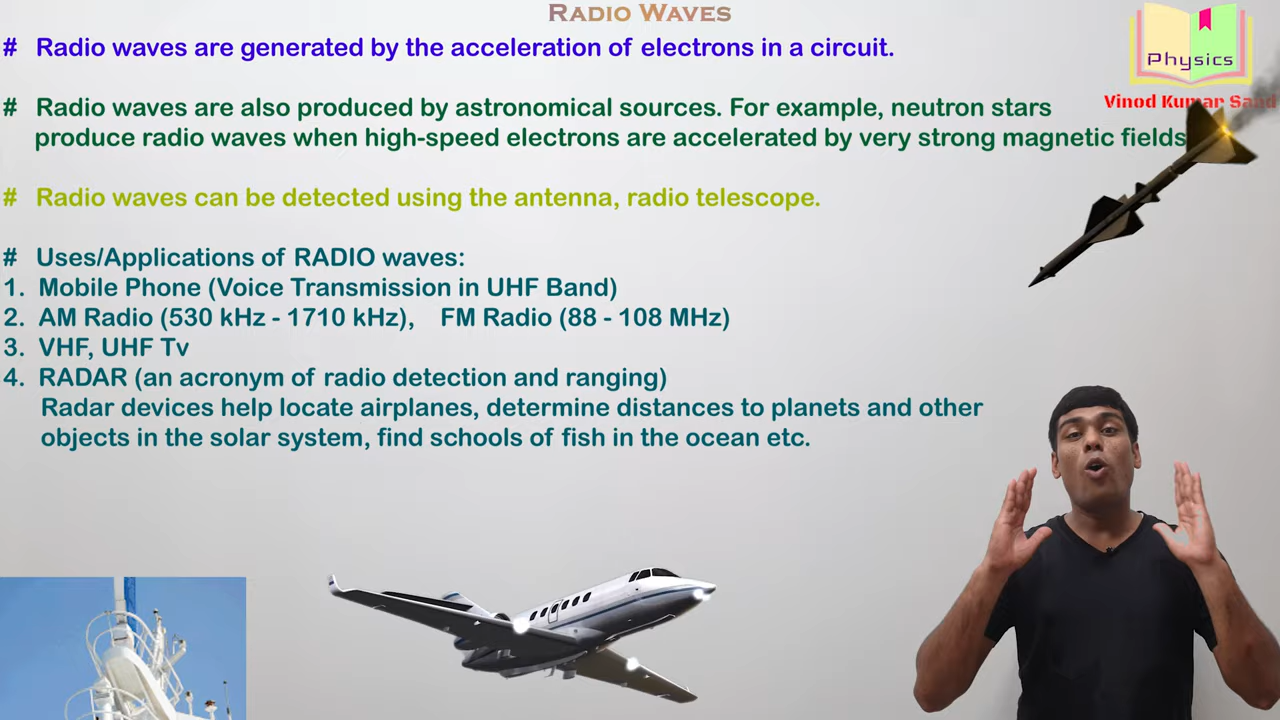 Radio Waves
# Radio waves are generated by the acceleration of electrons in a circuit.
Physics
Vinod Kumar
# Radio waves are also produced by astronomical sources. For example, neutron stars
produce radio waves when high-speed electrons are accelerated by very strong magnetic fields
# Radio waves can be detected using the antenna, radio telescope.
# Uses/Applications of RADIO waves:
1. Mobile Phone (Voice Transmission in UHF Band)
2. AM Radio (530 kHz - 1710 kHz), FM Radio (88 - 108 MHz)
3. VHF, UHF Tv
4. RADAR (an acronym of radio detection and ranging)
Radar devices help locate airplanes, determine distances to planets and other
objects in the solar system, find schools of fish in the ocean etc.